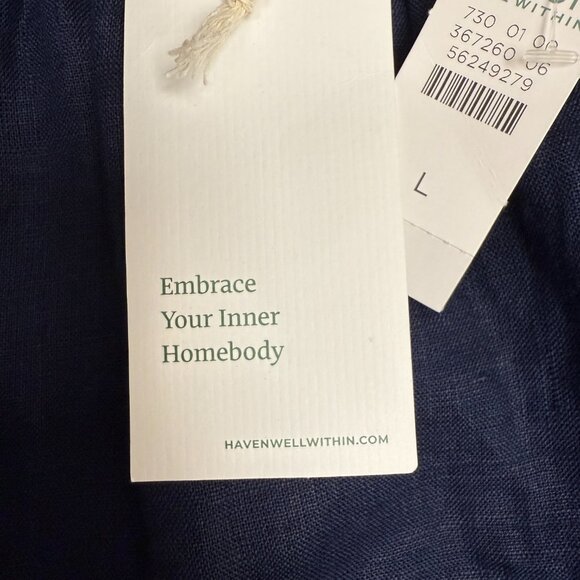 WITHIN
730 01 00
367260 06
56249279
L
Embrace
Your Inner
Homebody
HAVENWELLWITHIN.COM